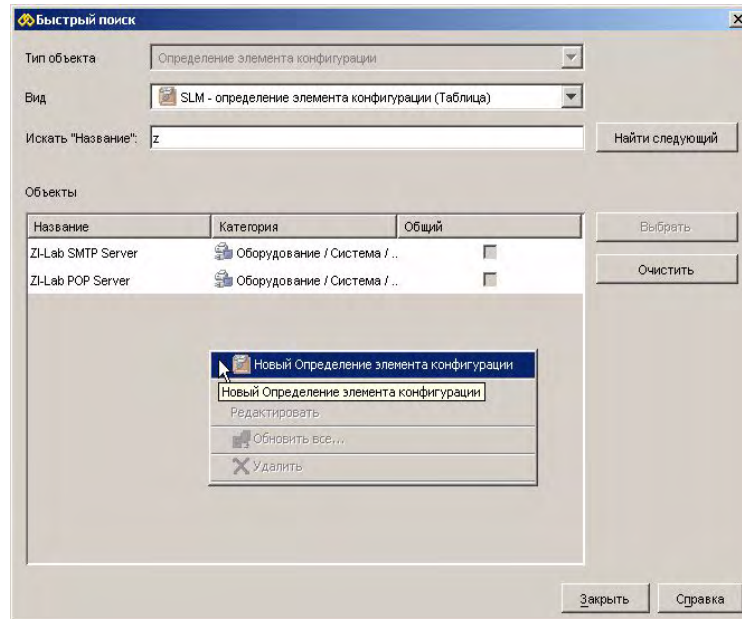 Быстрый поиск
Тип объекта Определение элемента конфигурации
Вид SLM - определение элемента конфигурации (Таблица)
Искать "Название": z Найти следующий
Объекты
Название Категория Общий Выбрать
ZI-Lab SMTP Server Оборудование / Система / ..
Очистить
ZI-Lab POP Server Оборудование / Система / ..
Новый Определение элемента конфигурации
Новый Определение элемента конфигурации
Редактировать
Обновить все...
Удалить
Закрыть Справка